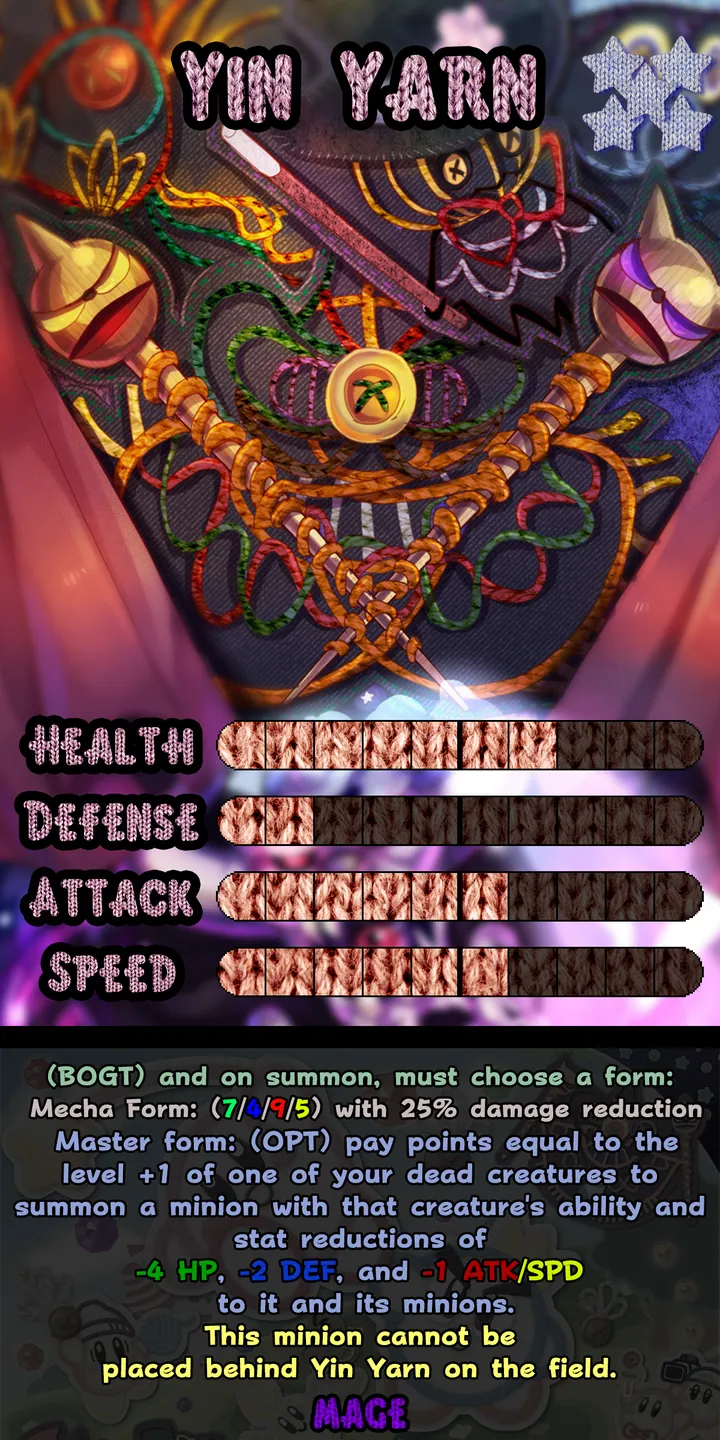 Yin Yarn
Health
Defense
Attack
Speed
(BOGT) and on summon, must choose a form:
Mecha Form: (7/4/9/5) with 25% damage reduction
Master form: (OPT) pay points equal to the
level +1 of one of your dead creatures to
summon a minion with that creature's ability and
stat reductions of
-4 HP, -2 DEF, and -1 ATK/SPD
to it and its minions.
This minion cannot be
placed behind Yin Yarn on the field.
MAGE